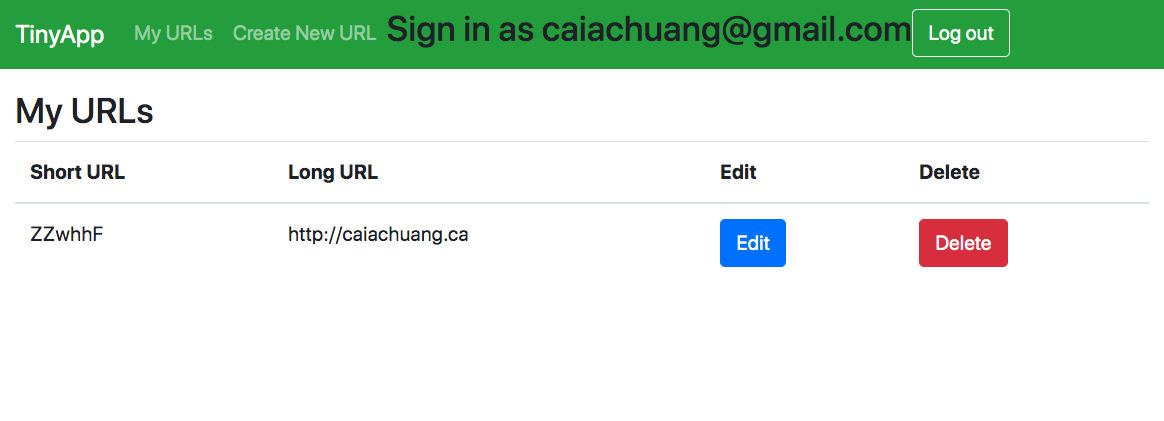 TinyApp My URLs Create New URL Sign in as caiachuang@gmail.com Log out
My URLs
Short URL Long URL Edit Delete
ZZwhhF http://caiachuang.ca Edit Delete